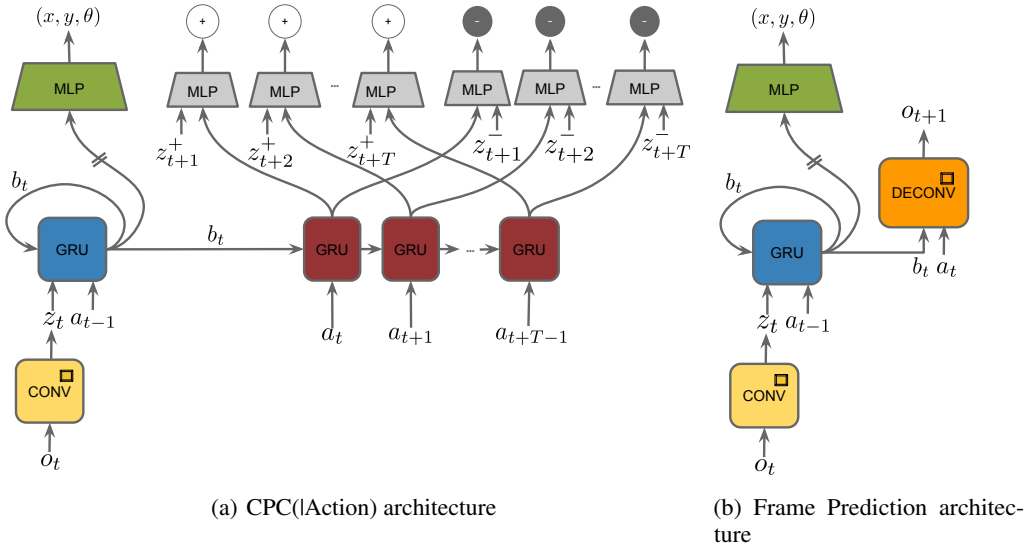 (x, y, θ) + + + - - - (x, y, θ)
MLP MLP MLP ... MLP MLP MLP ... MLP MLP
z⁺ₜ₊₁ z⁺ₜ₊₂ z⁺ₜ₊T z⁻ₜ₊₁ z⁻ₜ₊₂ z⁻ₜ₊T oₜ₊₁
bₜ bₜ DECONV
GRU bₜ GRU GRU ... GRU GRU bₜ aₜ
zₜ aₜ₋₁ aₜ aₜ₊₁ aₜ₊T₋₁ zₜ aₜ₋₁
CONV CONV
oₜ oₜ
(a) CPC(|Action) architecture
(b) Frame Prediction architec-
ture